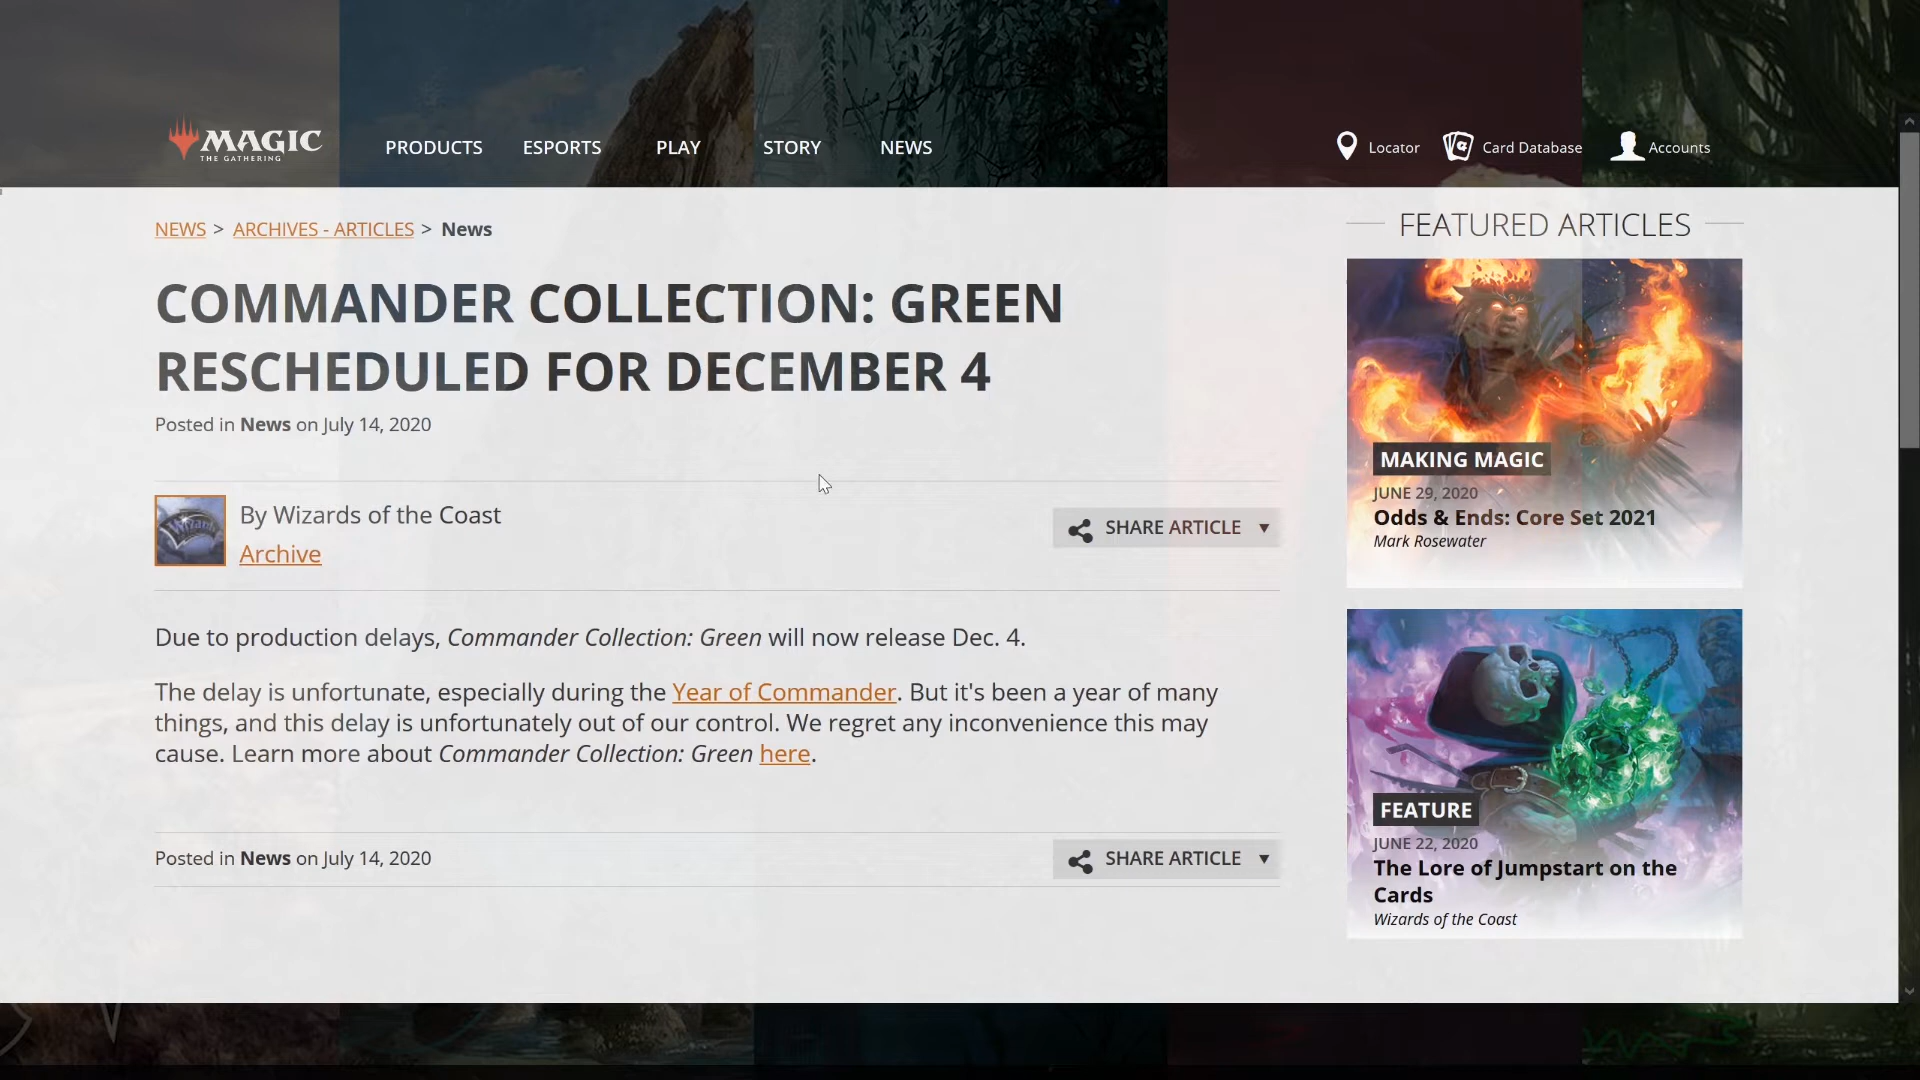 MAGIC
THE GATHERING
PRODUCTS
ESPORTS
PLAY
STORY
NEWS
Locator
Card Database
Accounts
NEWS > ARCHIVES - ARTICLES > News
COMMANDER COLLECTION: GREEN
RESCHEDULED FOR DECEMBER 4
Posted in News on July 14, 2020
By Wizards of the Coast
Archive
SHARE ARTICLE
Due to production delays, Commander Collection: Green will now release Dec. 4.
The delay is unfortunate, especially during the Year of Commander. But it's been a year of many
things, and this delay is unfortunately out of our control. We regret any inconvenience this may
cause. Learn more about Commander Collection: Green here.
Posted in News on July 14, 2020
SHARE ARTICLE
FEATURED ARTICLES
MAKING MAGIC
JUNE 29, 2020
Odds & Ends: Core Set 2021
Mark Rosewater
FEATURE
JUNE 22, 2020
The Lore of Jumpstart on the
Cards
Wizards of the Coast